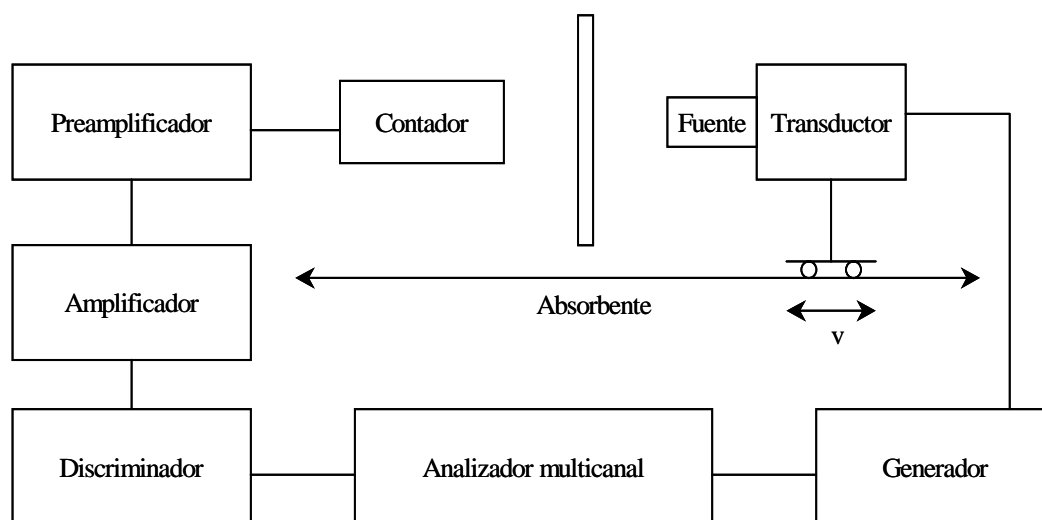 Preamplificador
Contador
Fuente
Transductor
Amplificador
Absorbente
v
Discriminador
Analizador multicanal
Generador